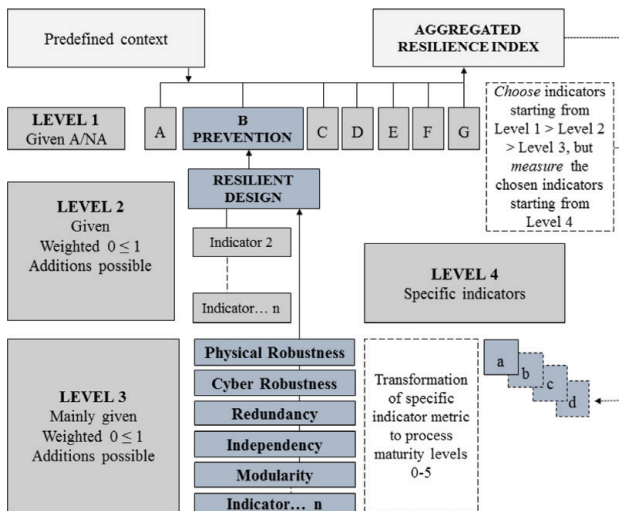 Predefined context
AGGREGATED
RESILIENCE INDEX
LEVEL 1
Given A/NA
A
B
PREVENTION
C
D
E
F
G
Choose indicators
starting from
Level 1 > Level 2
> Level 3, but
measure the
chosen indicators
starting from
Level 4
RESILIENT
DESIGN
LEVEL 2
Given
Weighted 0 ≤ 1
Additions possible
Indicator 2
Indicator... n
LEVEL 4
Specific indicators
LEVEL 3
Mainly given
Weighted 0 ≤ 1
Additions possible
Physical Robustness
Cyber Robustness
Redundancy
Independency
Modularity
Indicator... n
Transformation
of specific
indicator metric
to process
maturity levels
0-5
a
b
c
d